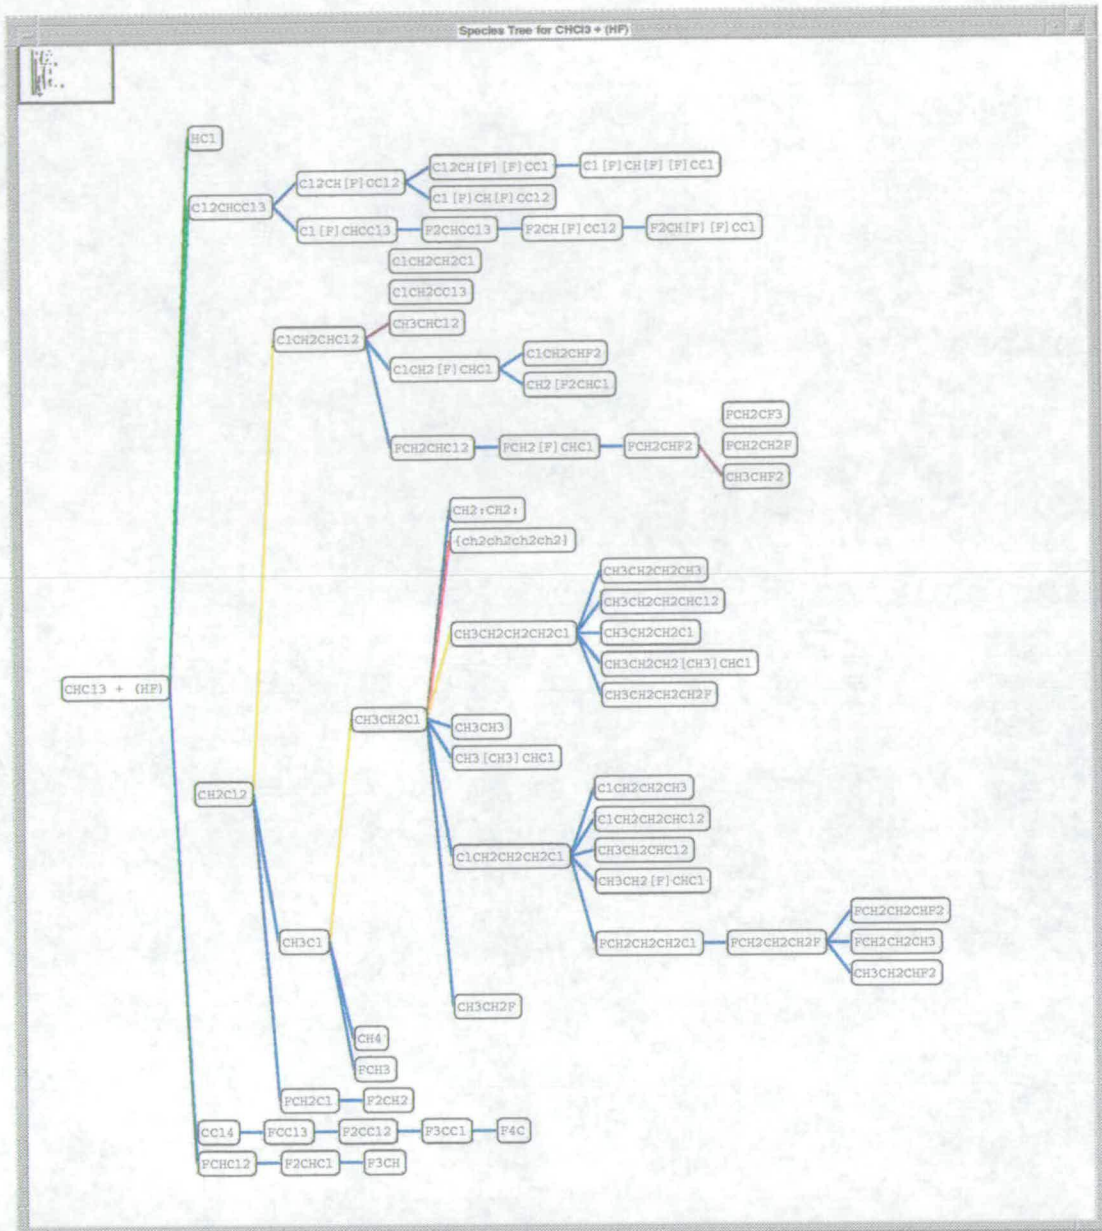 Species Tree for CHCl3 + (HF)
HCl
Cl2CH[F][F]CCl
Cl[F]CH[F][F]CCl
Cl2CH[F]CCl2
Cl[F]CH[F]CCl2
Cl2CHCCl3
Cl[F]CHCCl3
F2CHCCl3
F2CH[F]CCl2
F2CH[F][F]CCl
ClCH2CH2Cl
ClCH2CCl3
CH3CHCl2
ClCH2CHCl2
ClCH2CHF2
ClCH2[F]CHCl
CH2[F2CHCl
FCH2CF3
FCH2CHCl2
FCH2[F]CHCl
FCH2CHF2
FCH2CH2F
CH3CHF2
CH2:CH2:
{ch2ch2ch2ch2}
CH3CH2CH2CH3
CH3CH2CH2CHCl2
CH3CH2CH2CH2Cl
CH3CH2CH2Cl
CH3CH2CH2[CH3]CHCl
CH3CH2CH2CH2F
CHCl3 + (HF)
CH3CH2Cl
CH3CH3
CH3[CH3]CHCl
CH2Cl2
ClCH2CH2CH3
ClCH2CH2CHCl2
ClCH2CH2CH2Cl
CH3CH2CHCl2
CH3CH2[F]CHCl
FCH2CH2CHF2
CH3Cl
FCH2CH2CH2Cl
FCH2CH2CH2F
FCH2CH2CH3
CH3CH2CHF2
CH3CH2F
CH4
FCH3
FCH2Cl
F2CH2
CCl4
FCCl3
F2CCl2
F3CCl
F4C
FCHCl2
F2CHCl
F3CH